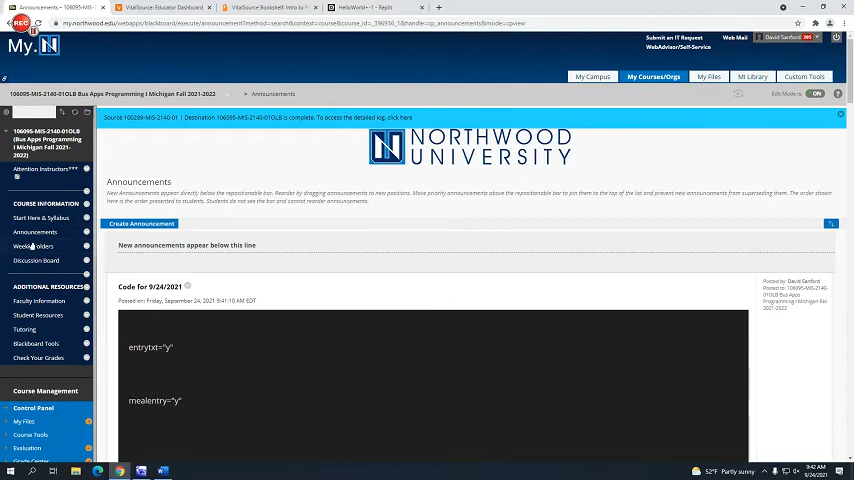 Announcements – 106095-MIS-
VitalSource: Educator Dashboard
VitalSource Bookshelf: Intro to F
HelloWorld--1 - Replit
REC
my.northwood.edu/webapps/blackboard/execute/announcement?method=search&context=course&course_id=_396936_1&handle=cp_announcements&mode=cpview
My.N
Submit an IT Request
Web Mail
David Sanford 205
WebAdvisor/Self-Service
My Campus
My Courses/Orgs
My Files
MI Library
Custom Tools
106095-MIS-2140-01OLB Bus Apps Programming I Michigan Fall 2021-2022
> Announcements
Edit Mode is:
ON
?
Source 100289-MIS-2140-01 | Destination 106095-MIS-2140-01OLB is complete. To access the detailed log, click here
106095-MIS-2140-01OLB
(Bus Apps Programming
I Michigan Fall 2021-
2022)
Attention Instructors***
COURSE INFORMATION
Start Here & Syllabus
Announcements
Discussion Board
ADDITIONAL RESOURCES
Faculty Information
Student Resources
Tutoring
Blackboard Tools
Check Your Grades
Course Management
Control Panel
My Files
Course Tools
Evaluation
Grade Center
N NORTHWOOD
UNIVERSITY
Announcements
New Announcements appear directly below the repositionable bar. Reorder by dragging announcements to new positions. Move priority announcements above the repositionable bar to pin them to the top of the list and prevent new announcements from superseding them. The order shown
here is the order presented to students. Students do not see the bar and cannot reorder announcements.
Create Announcement
New announcements appear below this line
Code for 9/24/2021
Posted on: Friday, September 24, 2021 9:41:10 AM EDT
Posted by: David Sanford
Posted to: 106095-MIS-2140-
01OLB Bus Apps
Programming I Michigan Fall
2021-2022
entrytxt="y"
mealentry="y"
52°F Partly sunny
9:42 AM
9/24/2021